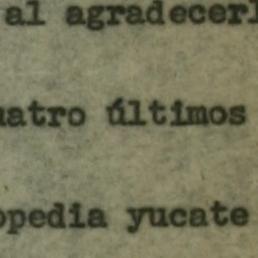 al agradecerl
uatro últimos
opedia yucate